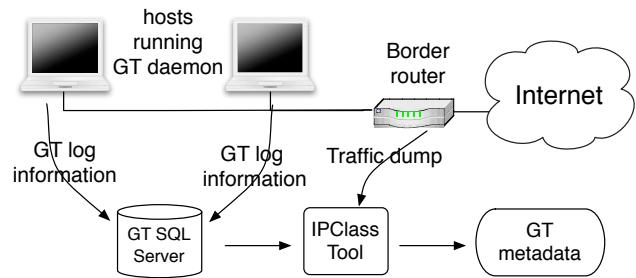 hosts
running
GT daemon
Border
router
Internet
GT log
information
GT log
information
Traffic dump
GT SQL
Server
IPClass
Tool
GT
metadata